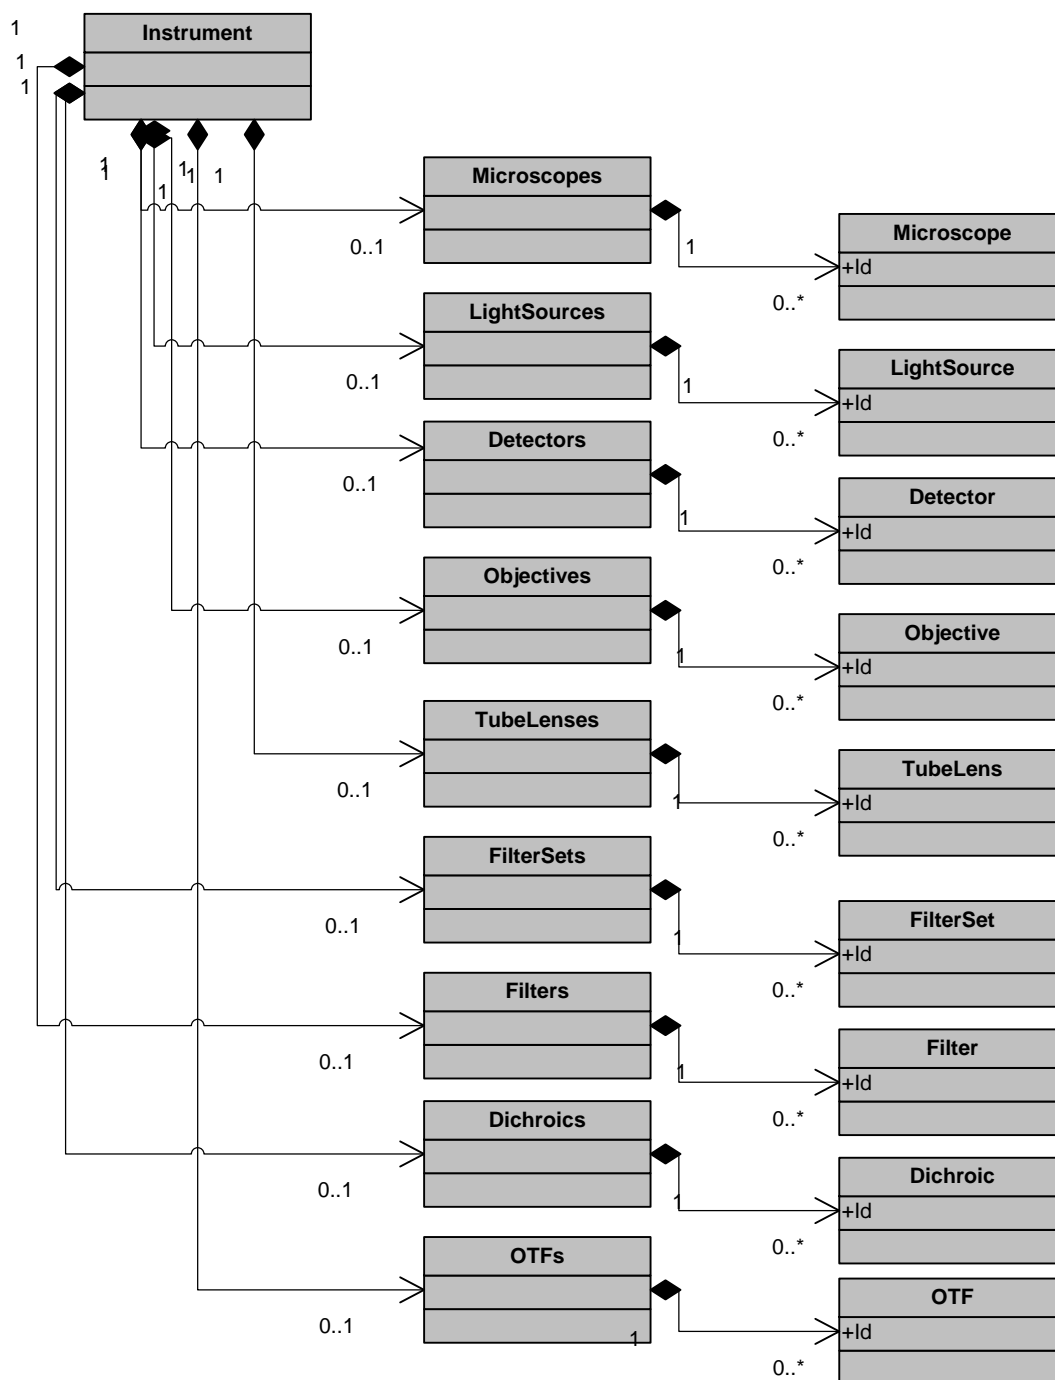 1
Instrument
1
1
1
1
1
1
1
1
Microscopes
0..1
1
Microscope
+Id
0..*
LightSources
0..1
1
LightSource
+Id
0..*
Detectors
0..1
1
Detector
+Id
0..*
Objectives
0..1
1
Objective
+Id
0..*
TubeLenses
0..1
1
TubeLens
+Id
0..*
FilterSets
0..1
1
FilterSet
+Id
0..*
Filters
0..1
1
Filter
+Id
0..*
Dichroics
0..1
1
Dichroic
+Id
0..*
OTFs
0..1
1
OTF
+Id
0..*